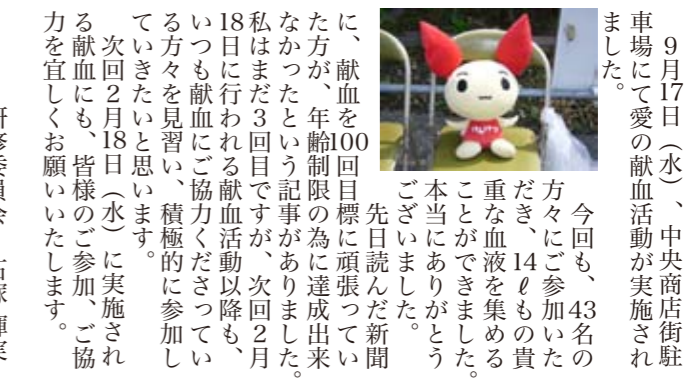 ９月17日（水）、中央商店街駐
車場にて愛の献血活動が実施され
ました。
今回も、43名の
方々にご参加いた
だき、14ℓもの貴
重な血液を集める
ことができました。
本当にありがとう
ございました。
先日読んだ新聞
に、献血を100回目標に頑張ってい
た方が、年齢制限の為に達成出来
なかったという記事がありました。
私はまだ３回目ですが、次回２月
18日に行われる献血活動以降も、
いつも献血にご協力くださってい
る方々を見習い、積極的に参加し
ていきたいと思います。
次回２月18日（水）に実施され
る献血にも、皆様のご参加、ご協
力を宜しくお願いいたします。
研修委員会